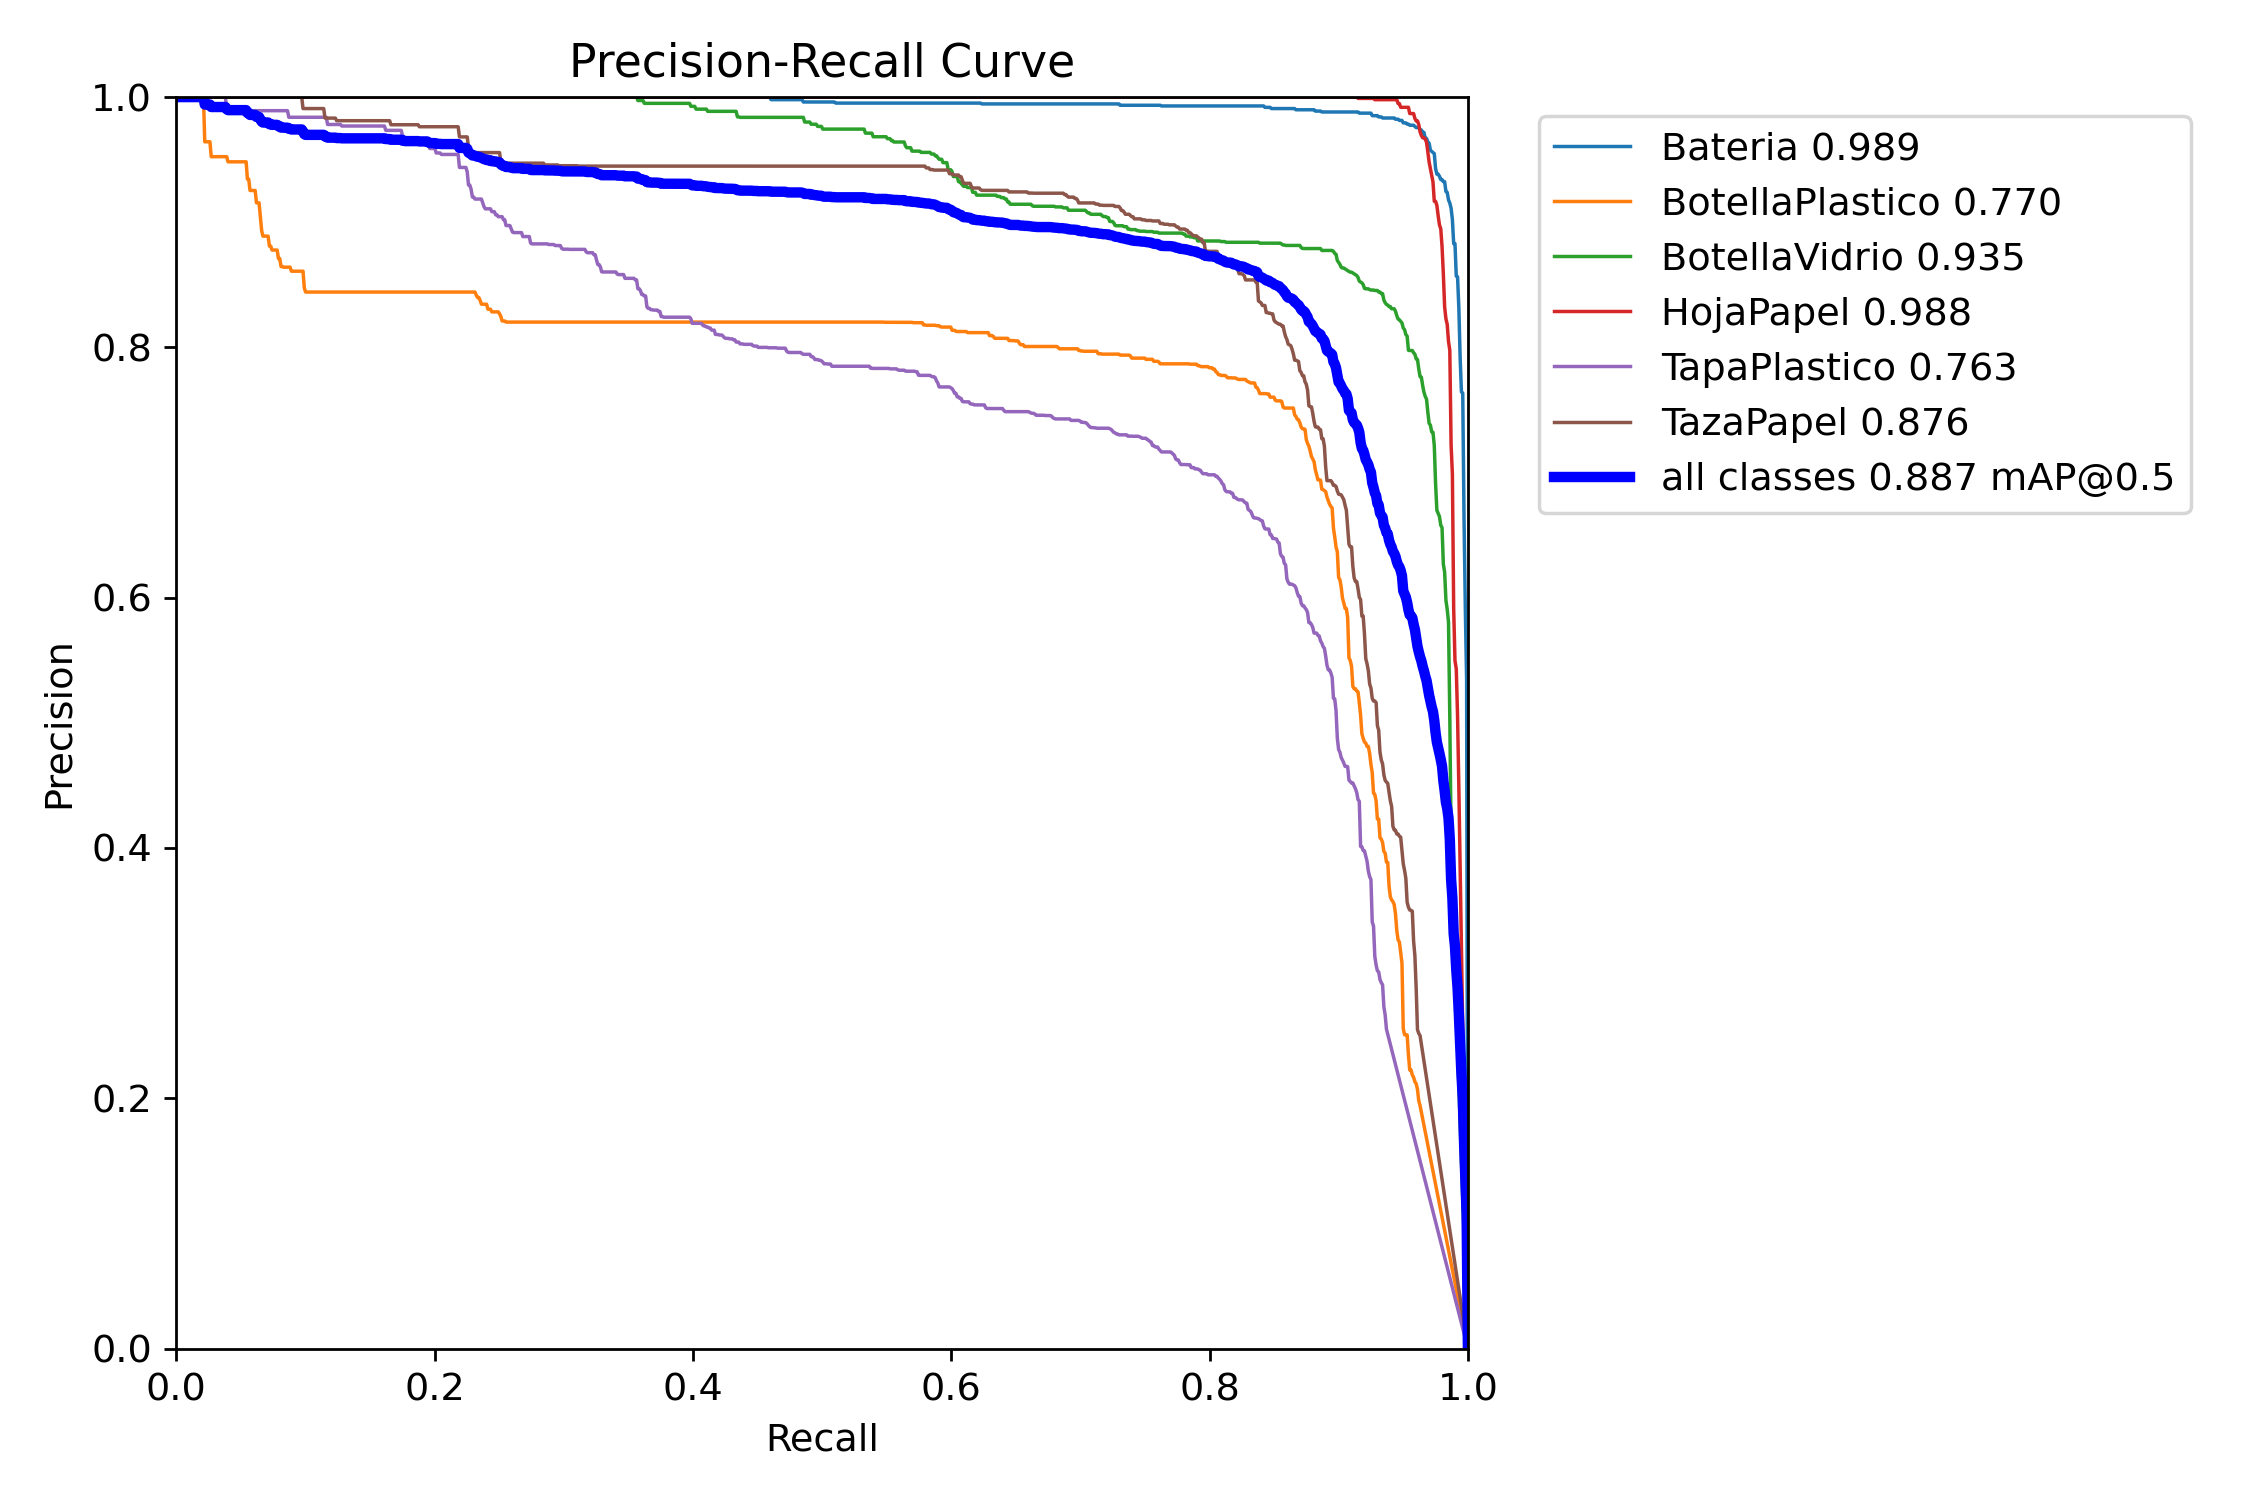 Precision-Recall Curve
1.0
0.8
0.6
0.4
0.2
0.0
Precision
0.0 0.2 0.4 0.6 0.8 1.0
Recall
Bateria 0.989
BotellaPlastico 0.770
BotellaVidrio 0.935
HojaPapel 0.988
TapaPlastico 0.763
TazaPapel 0.876
all classes 0.887 mAP@0.5